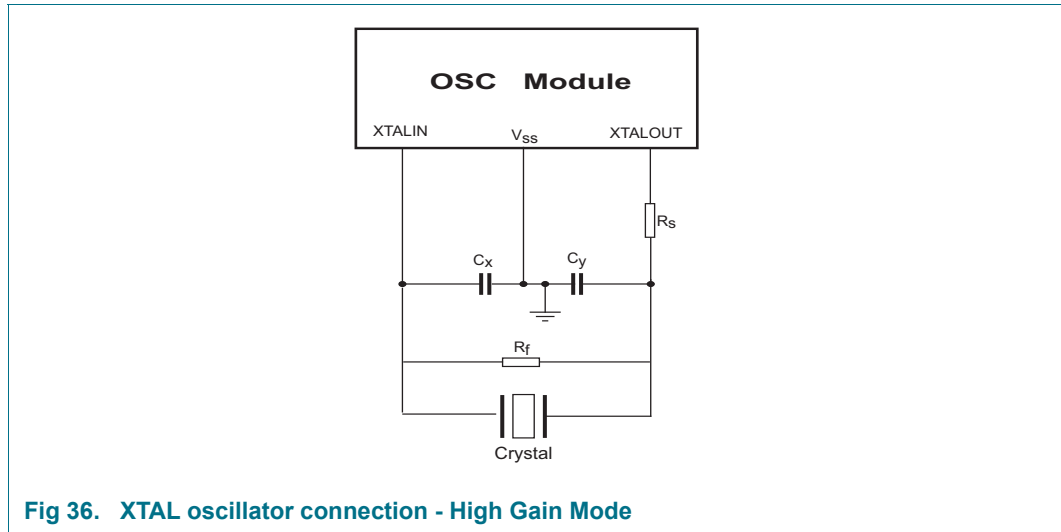 OSC Module
XTALIN
Vss
XTALOUT
Rs
Cx
Cy
Rf
Crystal
Fig 36. XTAL oscillator connection - High Gain Mode